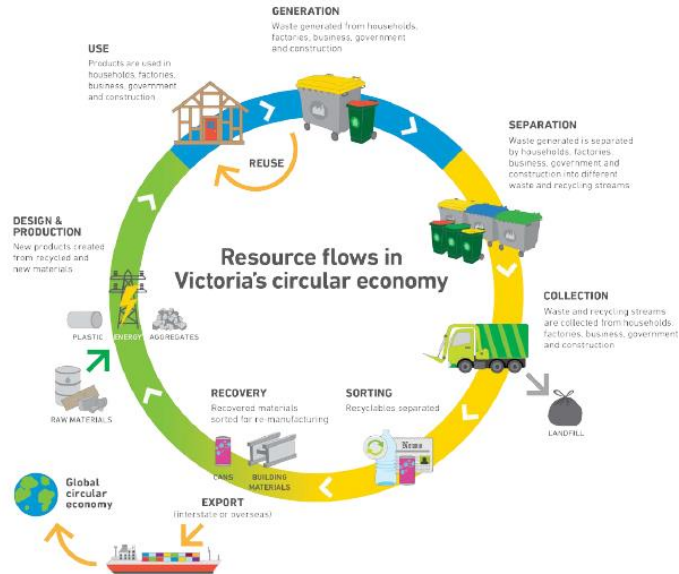 GENERATION
Waste generated from households,
factories, business, government
and construction
USE
Products are used in
households, factories,
business, government
and construction
REUSE
SEPARATION
Waste generated is separated
by households, factories,
business, government and
construction into different
waste and recycling streams
DESIGN &
PRODUCTION
New products created
from recycled and
new materials
Resource flows in
Victoria's circular economy
PLASTIC
ENERGY
AGGREGATES
RAW MATERIALS
COLLECTION
Waste and recycling streams
are collected from households,
factories, business, government
and construction
LANDFILL
RECOVERY
Recovered materials
sorted for re-manufacturing
CANS
BUILDING
MATERIALS
SORTING
Recyclables separated
News
Global
circular
economy
EXPORT
(interstate or overseas)